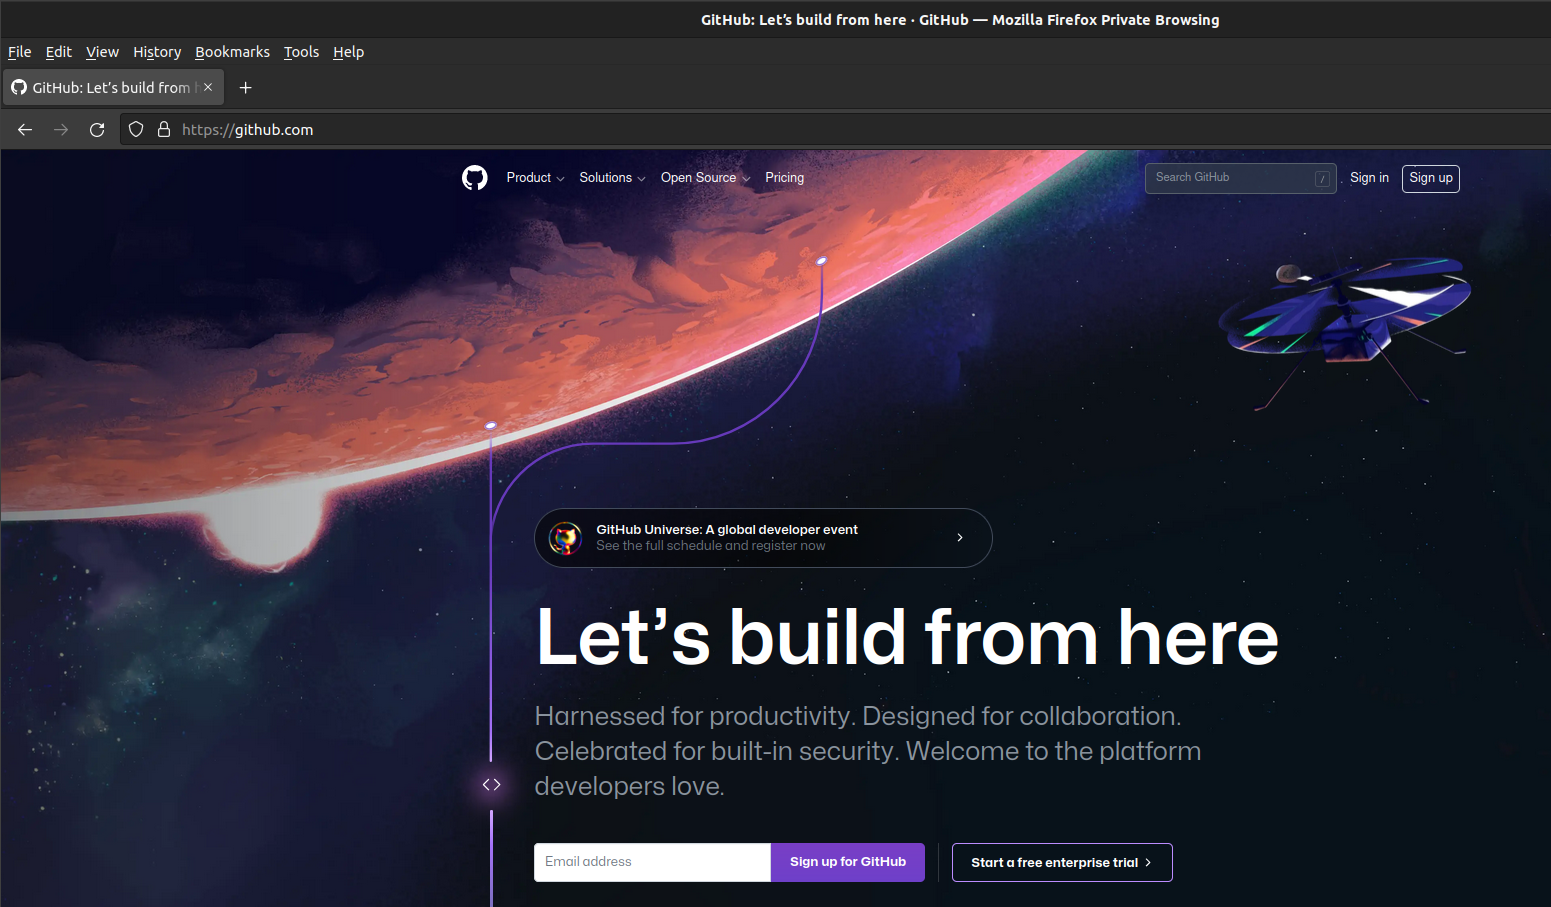 GitHub: Let's build from here · GitHub — Mozilla Firefox Private Browsing
File Edit View History Bookmarks Tools Help
GitHub: Let's build from
https://github.com
Product Solutions Open Source Pricing Search GitHub / Sign in Sign up
GitHub Universe: A global developer event
See the full schedule and register now
Let's build from here
Harnessed for productivity. Designed for collaboration.
Celebrated for built-in security. Welcome to the platform
developers love.
Email address Sign up for GitHub Start a free enterprise trial